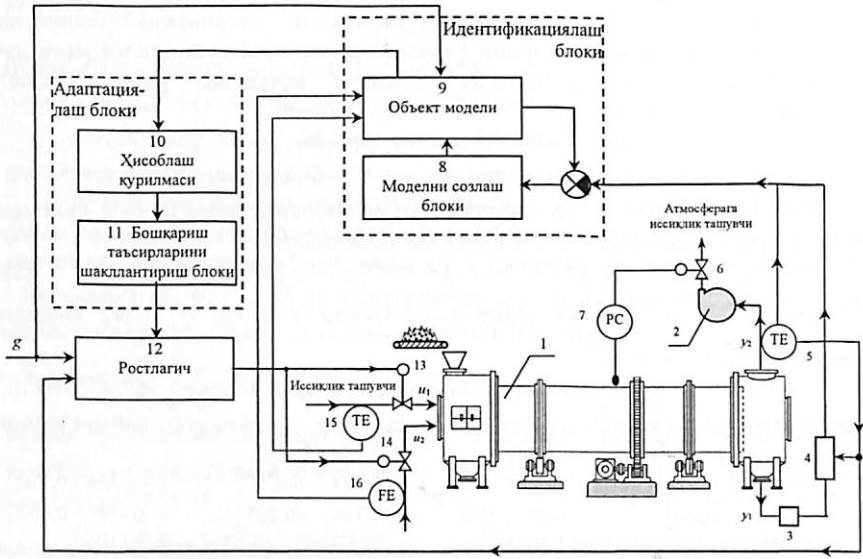 Идентификациялаш
блоки
Адаптация-
лаш блоки
9
Объект модели
10
Ҳисоблаш
қурилмаси
8
Моделни созлаш
блоки
11 Бошқариш
таъсирларини
шакллантириш блоки
Атмосферага
иссиқлик ташувчи
6
7
PC
2
y₂
TE
5
g
12
Ростлагич
13
1
Иссиқлик ташувчи
u₁
15
TE
14
u₂
16
FE
4
y₁
3